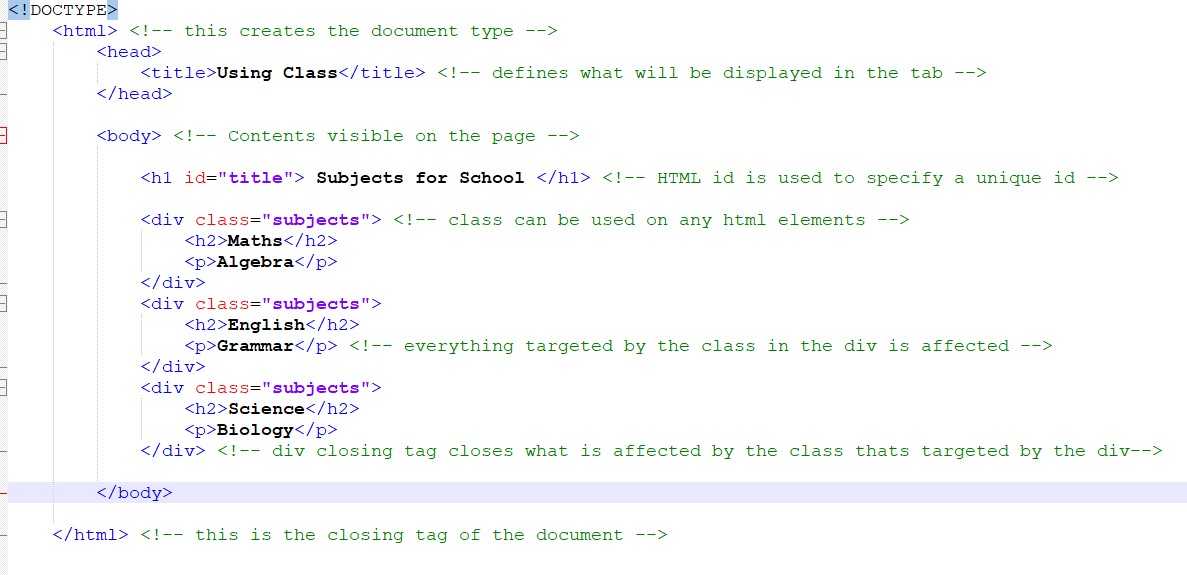 <!DOCTYPE>
<html> <!-- this creates the document type -->
<head>
<title>Using Class</title> <!-- defines what will be displayed in the tab -->
</head>
<body> <!-- Contents visible on the page -->
<h1 id="title"> Subjects for School </h1> <!-- HTML id is used to specify a unique id -->
<div class="subjects"> <!-- class can be used on any html elements -->
<h2>Maths</h2>
<p>Algebra</p>
</div>
<div class="subjects">
<h2>English</h2>
<p>Grammar</p> <!-- everything targeted by the class in the div is affected -->
</div>
<div class="subjects">
<h2>Science</h2>
<p>Biology</p>
</div> <!-- div closing tag closes what is affected by the class thats targeted by the div-->
</body>
</html> <!-- this is the closing tag of the document -->